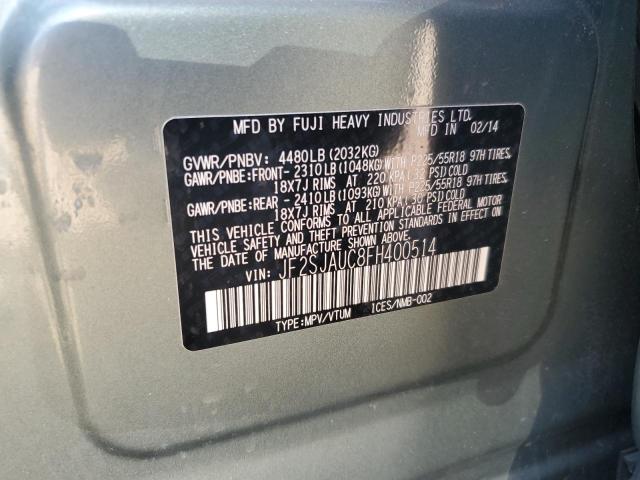 MFD BY FUJI HEAVY INDUSTRIES LTD.
MFD IN 02/14
GVWR/PNBV: 4480LB(2032KG)
GAWR/PNBE:FRONT- 2310LB(1048KG)WITH P225/55R18 97H TIRES,
18X7J RIMS AT 220 KPA(32 PSI)COLD
GAWR/PNBE:REAR - 2410LB(1093KG)WITH P225/55R18 97H TIRES,
18X7J RIMS AT 210 KPA(30 PSI)COLD
THIS VEHICLE CONFORMS TO ALL APPLICABLE FEDERAL MOTOR
VEHICLE SAFETY AND THEFT PREVENTION STANDARDS IN EFFECT ON
THE DATE OF MANUFACTURE SHOWN ABOVE.
VIN: JF2SJAUC8FH400514
TYPE:MPV/VTUM ICES/NMB-002